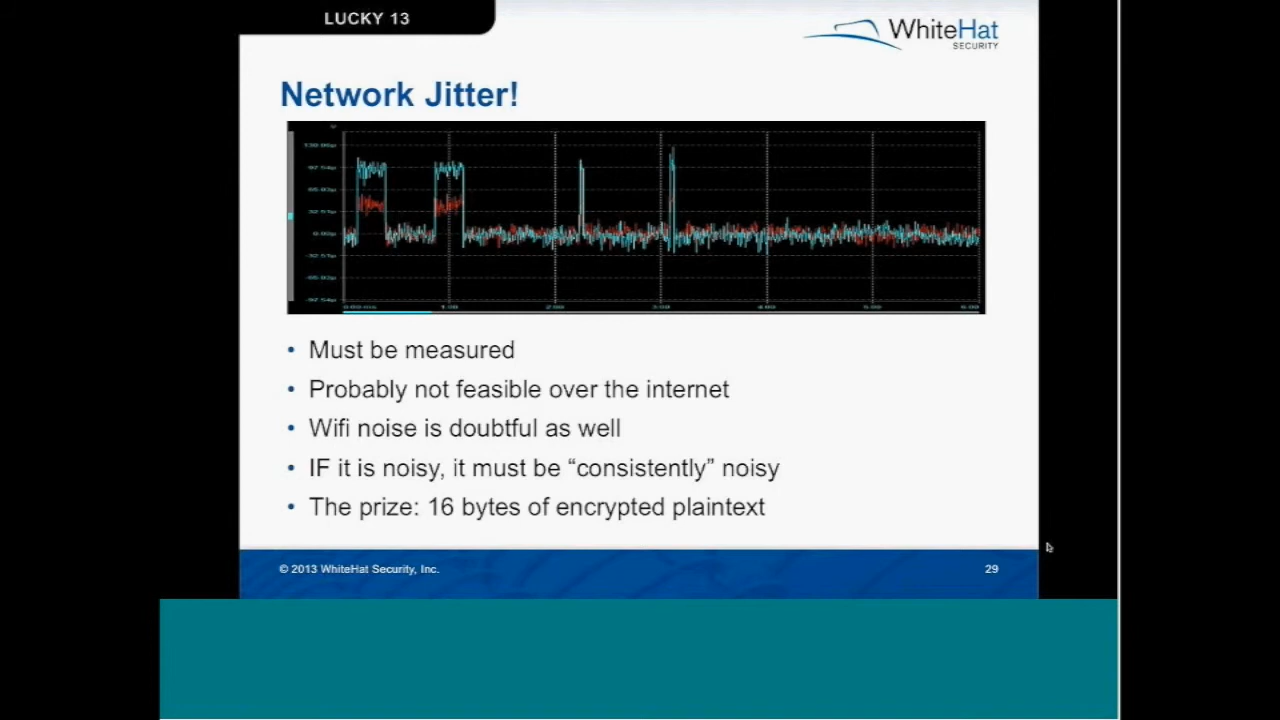 LUCKY 13
WhiteHat
SECURITY
Network Jitter!
• Must be measured
• Probably not feasible over the internet
• Wifi noise is doubtful as well
• IF it is noisy, it must be “consistently” noisy
• The prize: 16 bytes of encrypted plaintext
© 2013 WhiteHat Security, Inc.
29